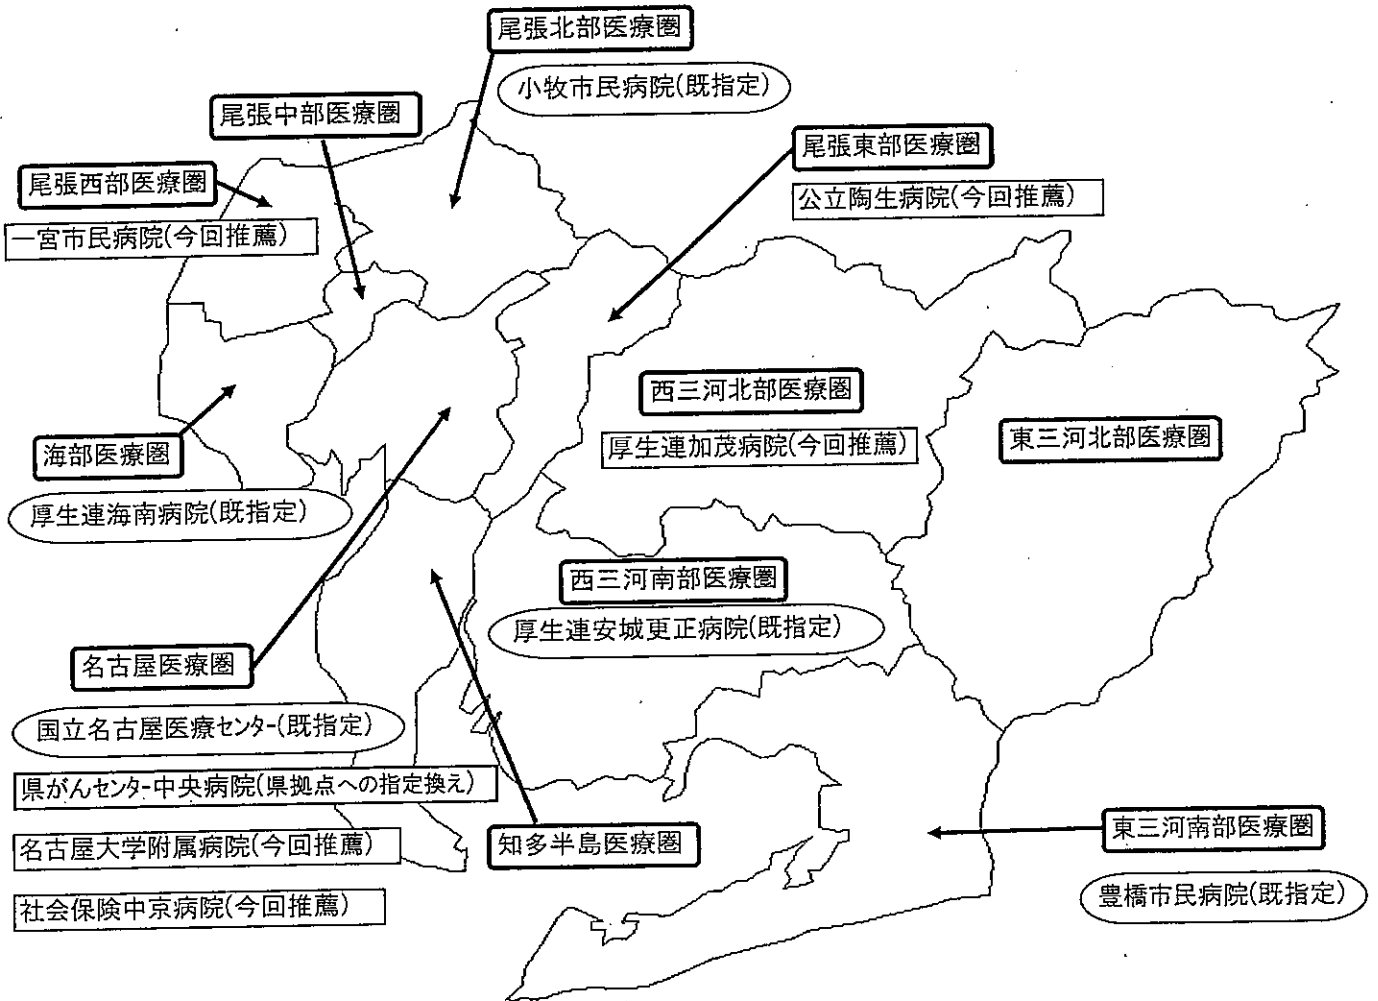 尾張北部医療圏
小牧市民病院(既指定)
尾張中部医療圏
尾張東部医療圏
公立陶生病院(今回推薦)
尾張西部医療圏
一宮市民病院(今回推薦)
西三河北部医療圏
厚生連加茂病院(今回推薦)
東三河北部医療圏
海部医療圏
厚生連海南病院(既指定)
西三河南部医療圏
厚生連安城更正病院(既指定)
名古屋医療圏
国立名古屋医療センター(既指定)
県がんセンター中央病院(県拠点への指定換え)
名古屋大学附属病院(今回推薦)
社会保険中京病院(今回推薦)
知多半島医療圏
東三河南部医療圏
豊橋市民病院(既指定)